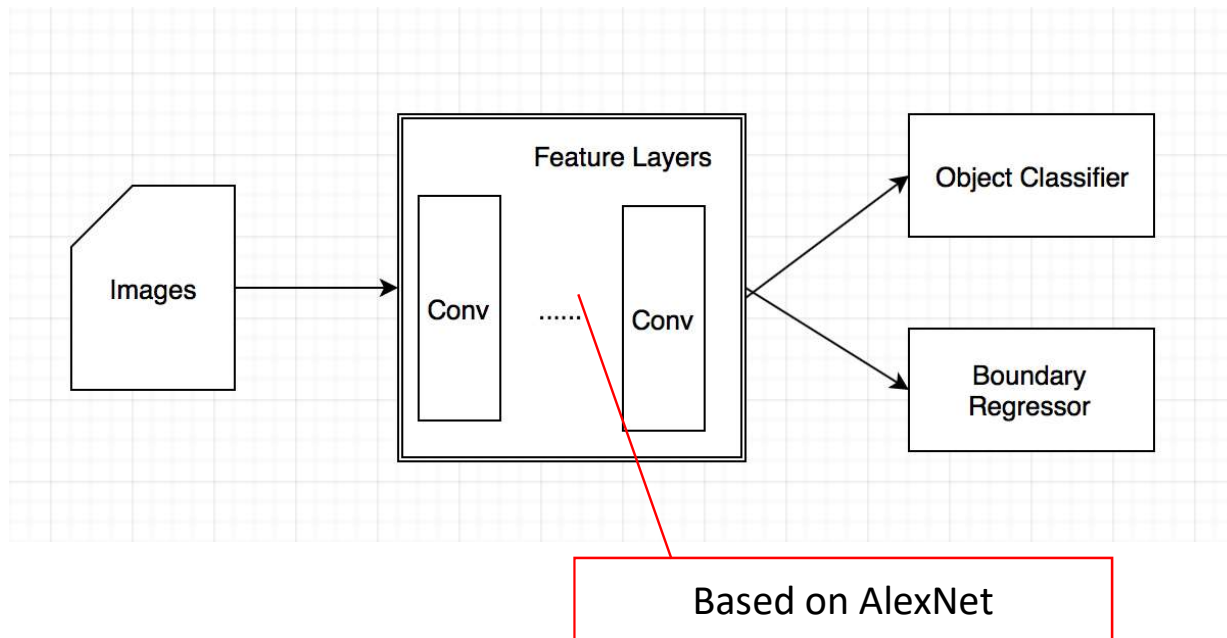 Feature Layers
Images
Conv
......
Conv
Object Classifier
Boundary
Regressor
Based on AlexNet